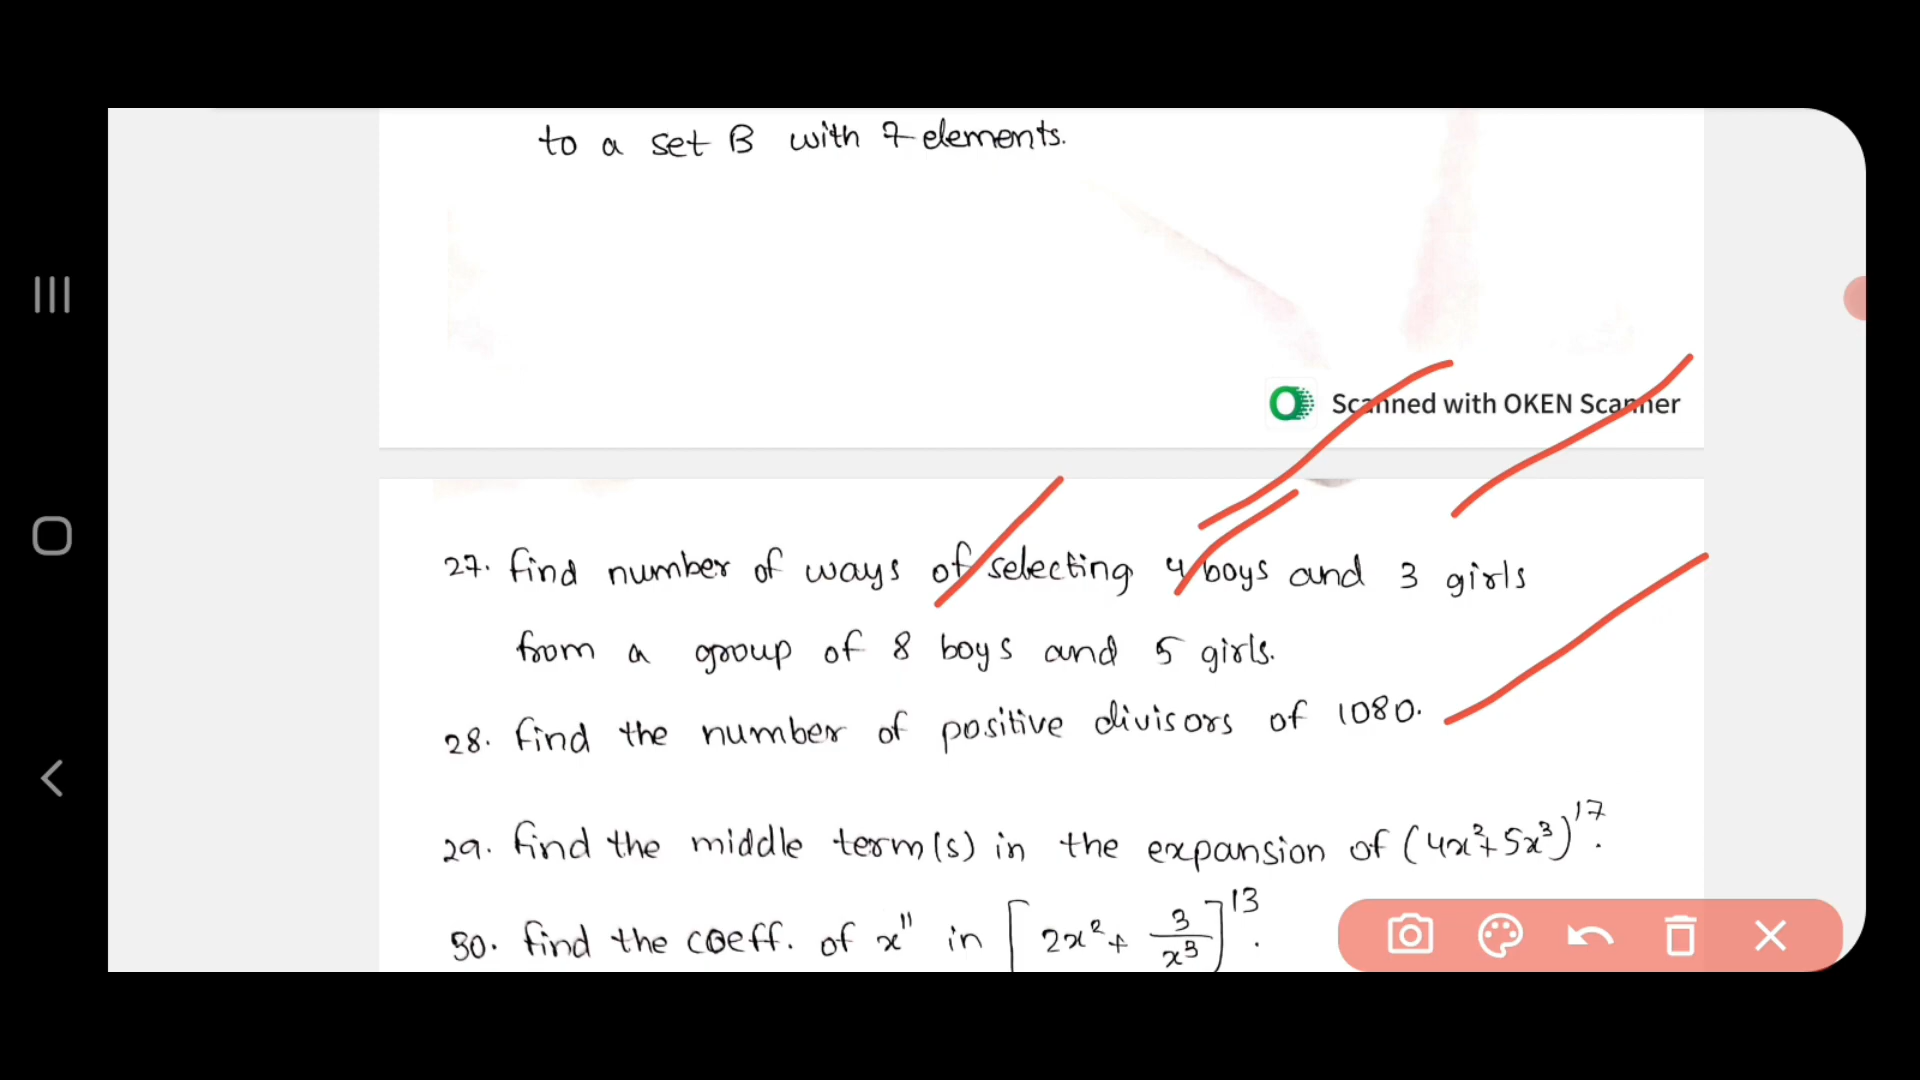 to a set B with 7 elements.
Scanned with OKEN Scanner
27. find number of ways of selecting 4 boys and 3 girls
from a group of 8 boys and 5 girls.
28. find the number of positive divisors of 1080.
29. find the middle term(s) in the expansion of (4x²+5x³)¹⁷.
30. find the coeff. of x¹¹ in [2x² + 3/x³]¹³.